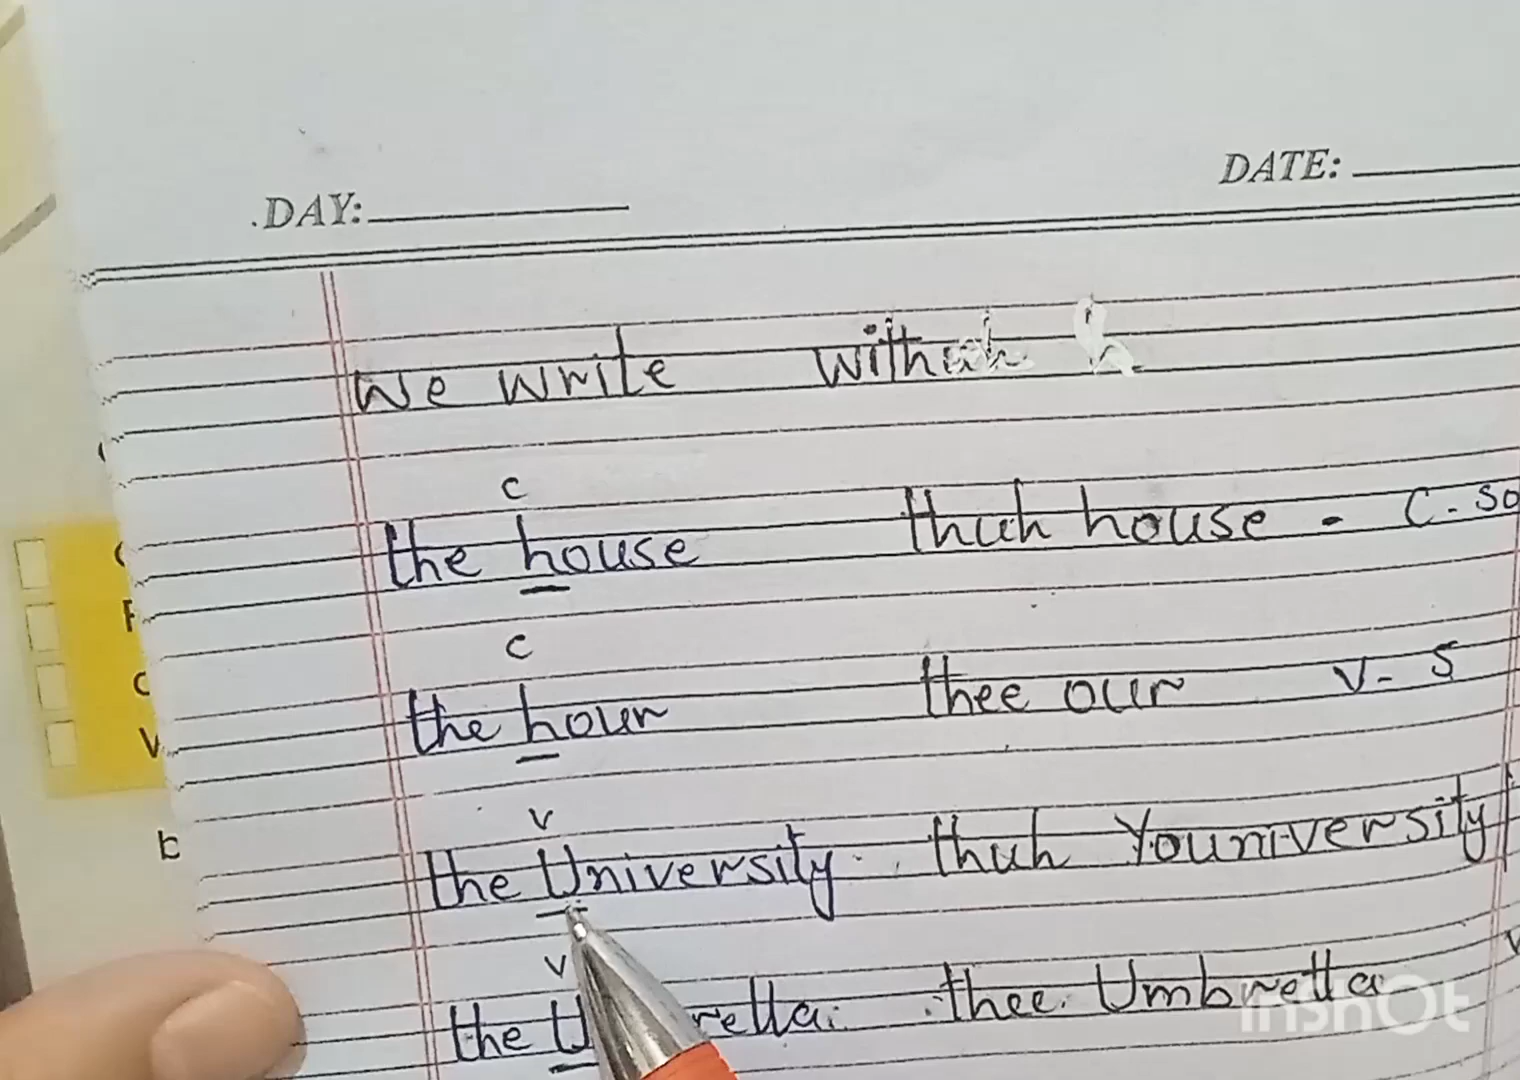 DATE:
.DAY:
We write with
c
the house thuh house - C. So
c
the hour thee our V- S
v
the University thuh Youniversity
b
v
the U rella. thee Umbrella
InShOt